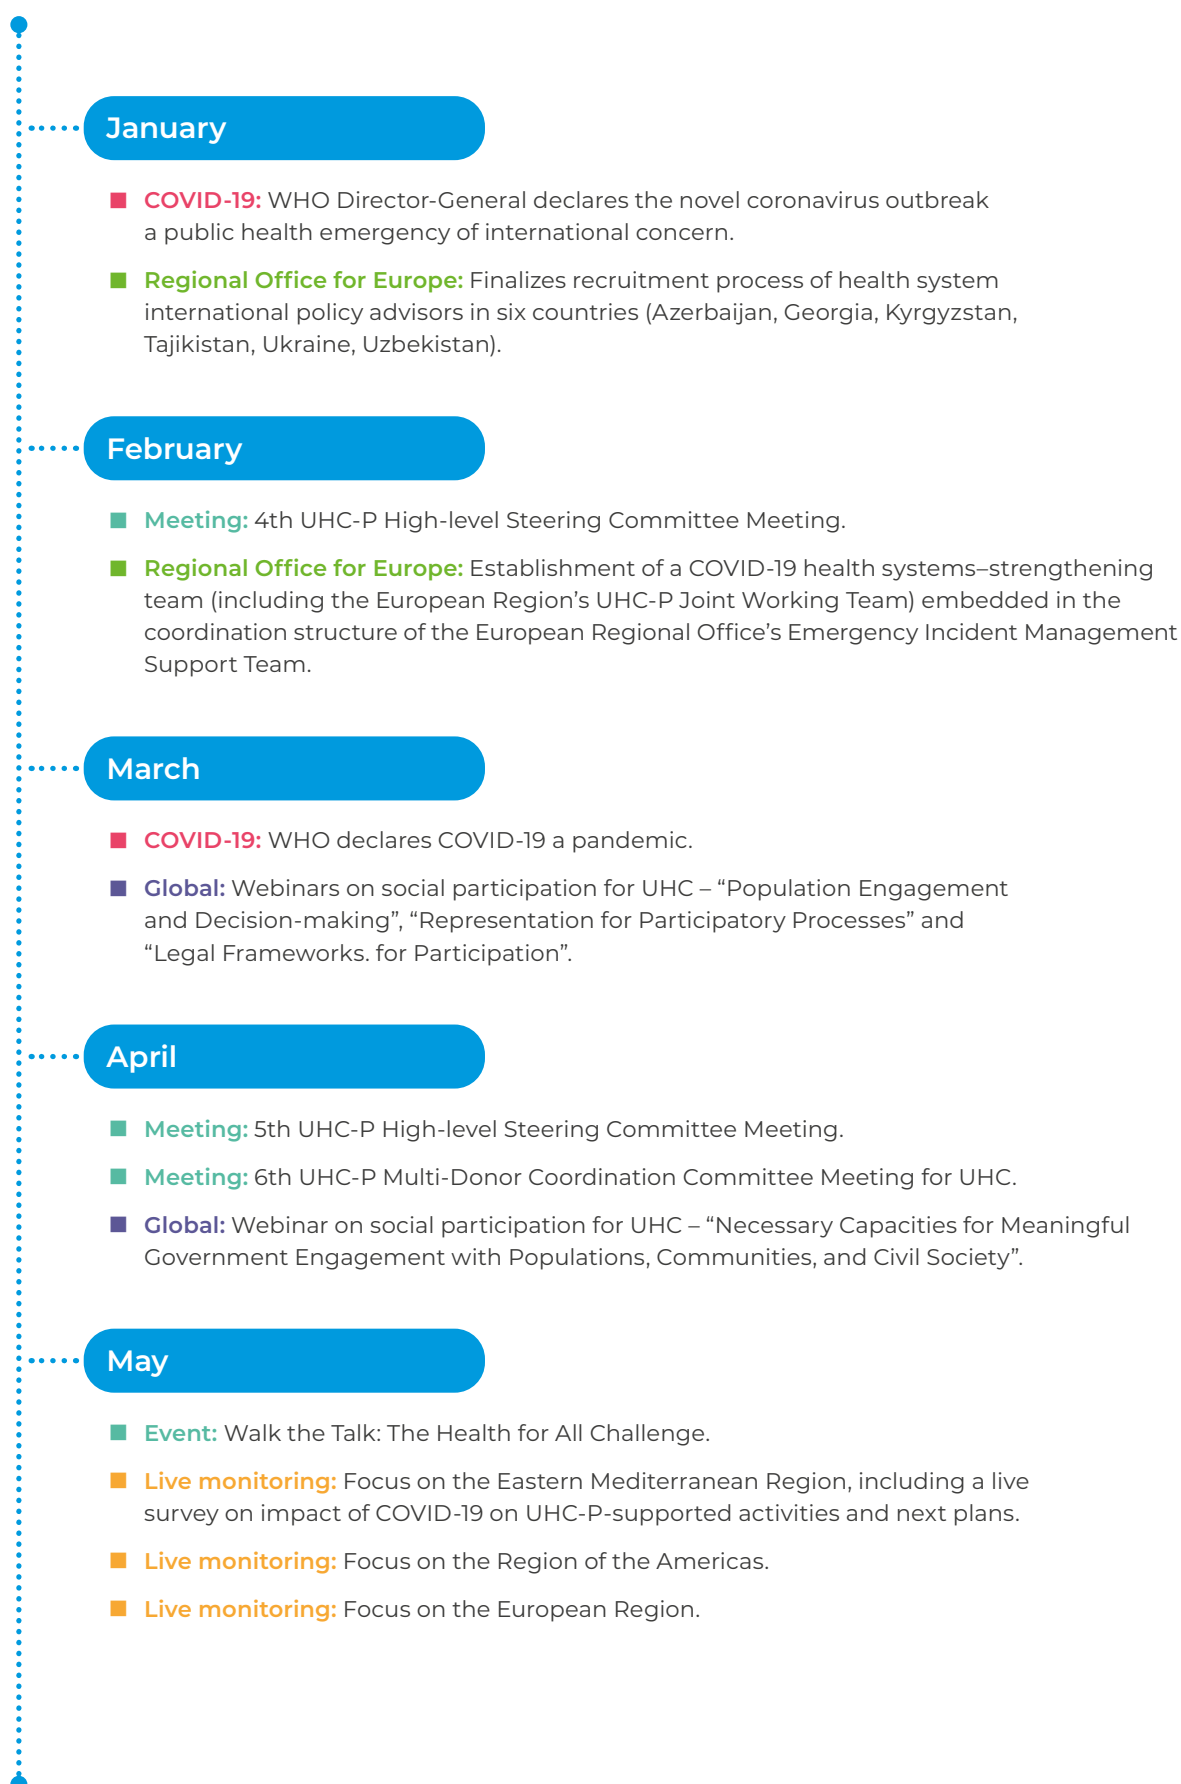 January
COVID-19: WHO Director-General declares the novel coronavirus outbreak
a public health emergency of international concern.
Regional Office for Europe: Finalizes recruitment process of health system
international policy advisors in six countries (Azerbaijan, Georgia, Kyrgyzstan,
Tajikistan, Ukraine, Uzbekistan).
February
Meeting: 4th UHC-P High-level Steering Committee Meeting.
Regional Office for Europe: Establishment of a COVID-19 health systems–strengthening
team (including the European Region’s UHC-P Joint Working Team) embedded in the
coordination structure of the European Regional Office’s Emergency Incident Management
Support Team.
March
COVID-19: WHO declares COVID-19 a pandemic.
Global: Webinars on social participation for UHC – “Population Engagement
and Decision-making”, “Representation for Participatory Processes” and
“Legal Frameworks. for Participation”.
April
Meeting: 5th UHC-P High-level Steering Committee Meeting.
Meeting: 6th UHC-P Multi-Donor Coordination Committee Meeting for UHC.
Global: Webinar on social participation for UHC – “Necessary Capacities for Meaningful
Government Engagement with Populations, Communities, and Civil Society”.
May
Event: Walk the Talk: The Health for All Challenge.
Live monitoring: Focus on the Eastern Mediterranean Region, including a live
survey on impact of COVID-19 on UHC-P-supported activities and next plans.
Live monitoring: Focus on the Region of the Americas.
Live monitoring: Focus on the European Region.